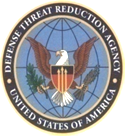 DEFENSE THREAT REDUCTION AGENCY
UNITED STATES OF AMERICA